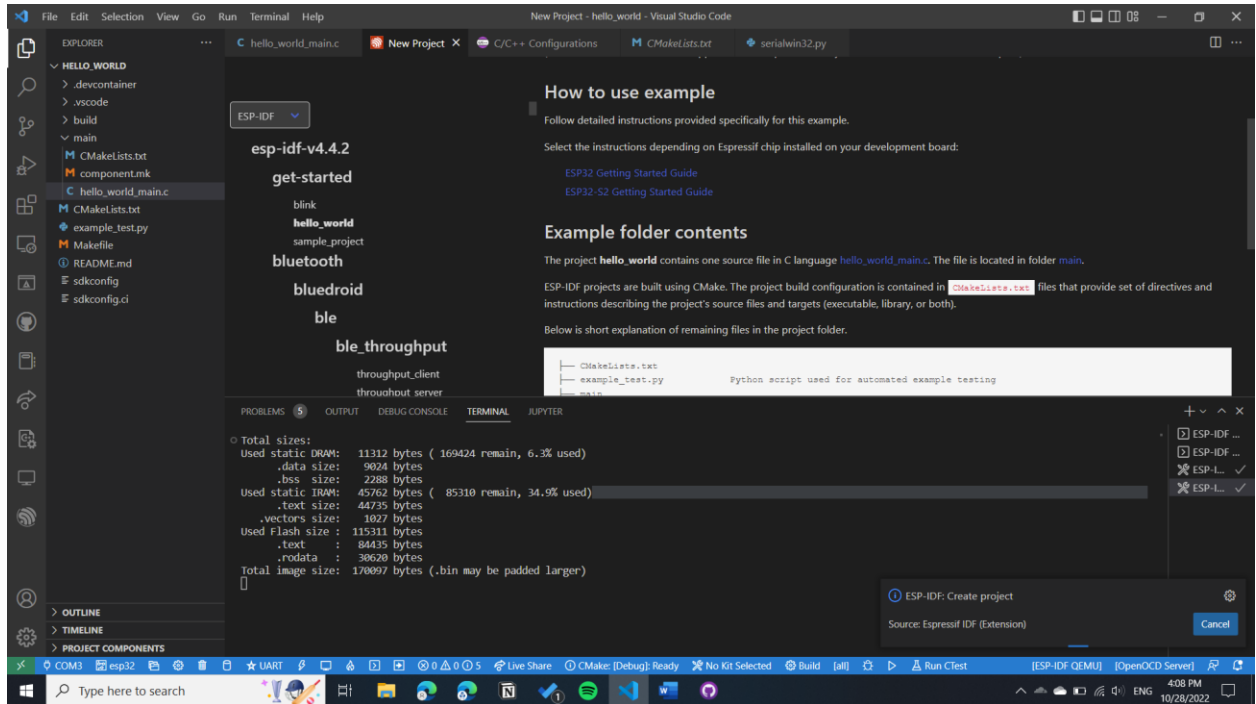 File Edit Selection View Go Run Terminal Help
New Project - hello_world - Visual Studio Code
EXPLORER
C hello_world_main.c
New Project
C/C++ Configurations
M CMakeLists.txt
serialwin32.py
HELLO_WORLD
.devcontainer
.vscode
build
main
M CMakeLists.txt
M component.mk
C hello_world_main.c
M CMakeLists.txt
example_test.py
M Makefile
README.md
sdkconfig
sdkconfig.ci
OUTLINE
TIMELINE
PROJECT COMPONENTS
ESP-IDF
esp-idf-v4.4.2
get-started
blink
hello_world
sample_project
bluetooth
bluedroid
ble
ble_throughput
throughput_client
throughput_server
How to use example
Follow detailed instructions provided specifically for this example.
Select the instructions depending on Espressif chip installed on your development board:
ESP32 Getting Started Guide
ESP32-S2 Getting Started Guide
Example folder contents
The project hello_world contains one source file in C language hello_world_main.c. The file is located in folder main.
ESP-IDF projects are built using CMake. The project build configuration is contained in CMakeLists.txt files that provide set of directives and
instructions describing the project's source files and targets (executable, library, or both).
Below is short explanation of remaining files in the project folder.
├── CMakeLists.txt
├── example_test.py Python script used for automated example testing
├── main
PROBLEMS 5 OUTPUT DEBUG CONSOLE TERMINAL JUPYTER
Total sizes:
Used static DRAM: 11312 bytes ( 169424 remain, 6.3% used)
.data size: 9024 bytes
.bss size: 2288 bytes
Used static IRAM: 45762 bytes ( 85310 remain, 34.9% used)
.text size: 44735 bytes
.vectors size: 1027 bytes
Used Flash size : 115311 bytes
.text : 84435 bytes
.rodata : 30620 bytes
Total image size: 170097 bytes (.bin may be padded larger)
ESP-IDF ...
ESP-IDF ...
ESP-I...
ESP-I...
ESP-IDF: Create project
Source: Espressif IDF (Extension)
Cancel
COM3 esp32 UART 0 0 5 Live Share CMake: [Debug]: Ready No Kit Selected Build [all] Run CTest [ESP-IDF QEMU] [OpenOCD Server]
Type here to search
ENG
4:08 PM
10/28/2022